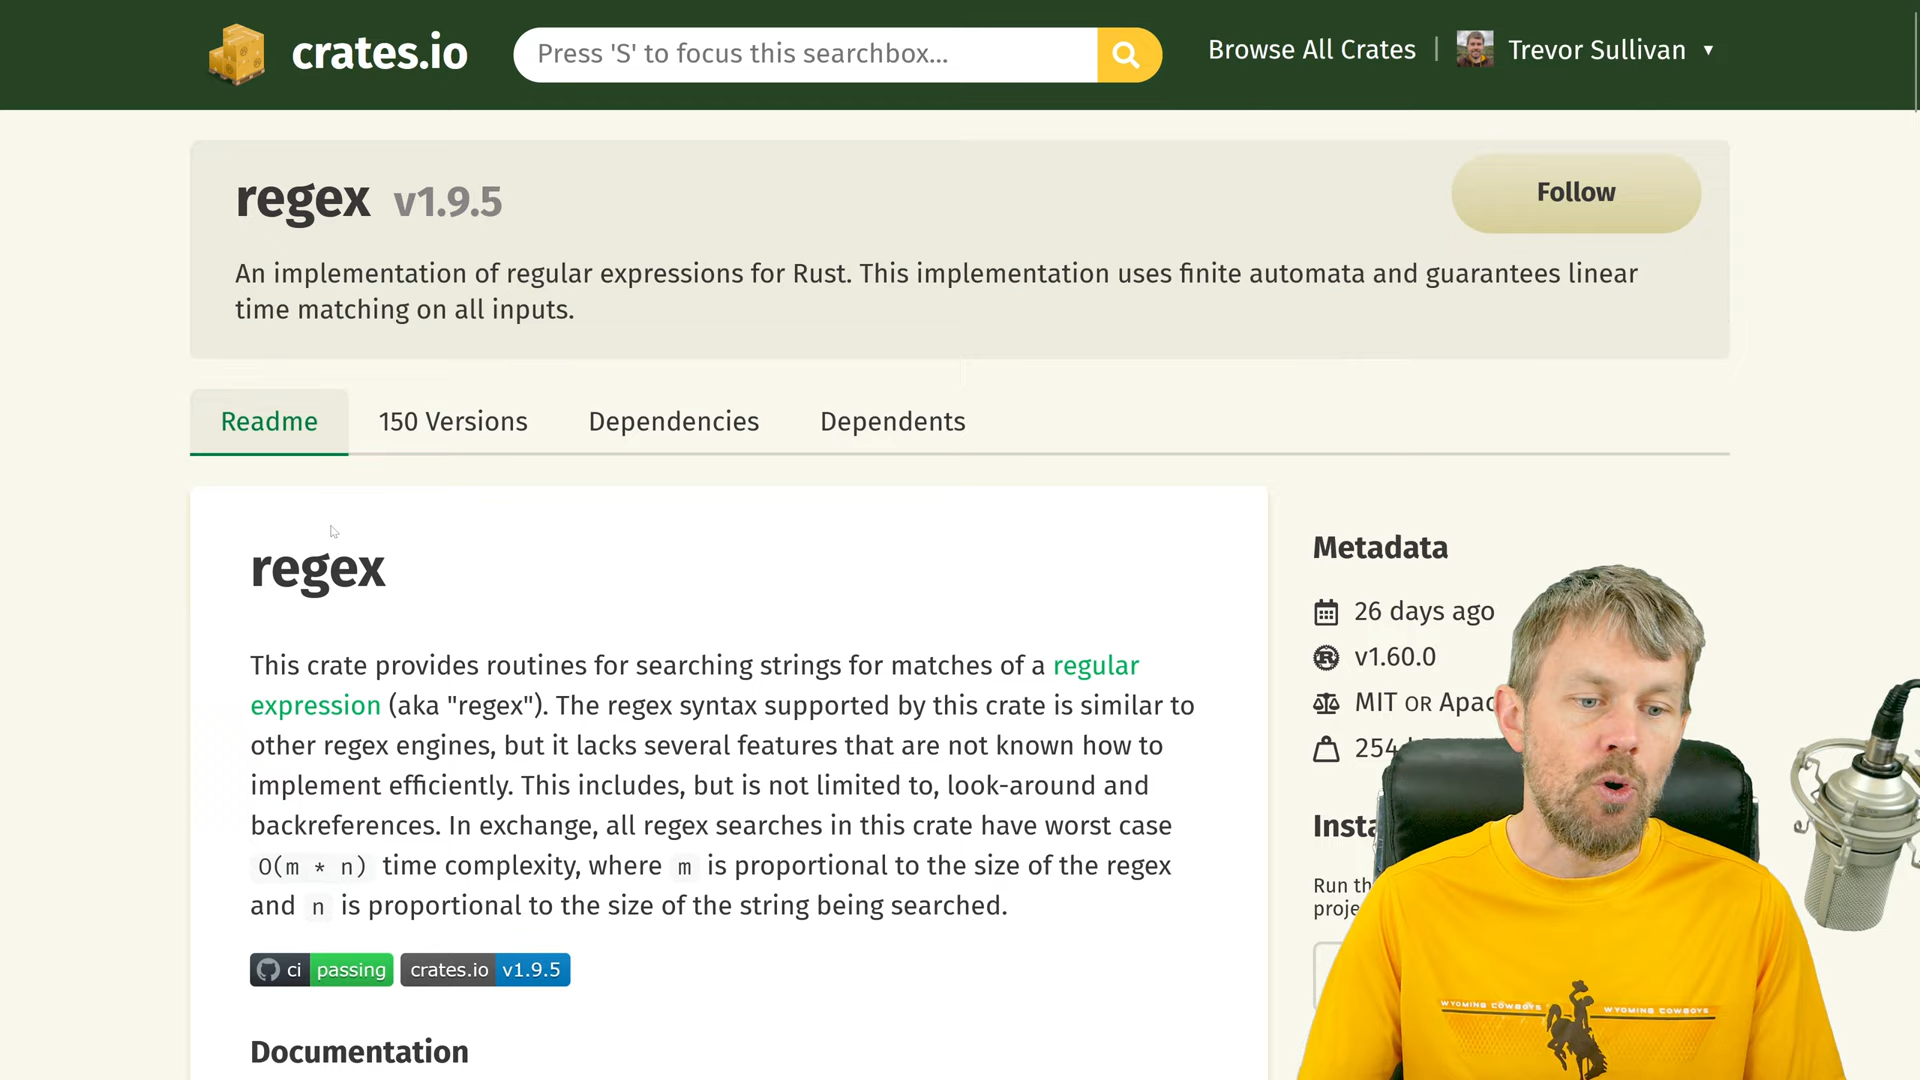 crates.io
Press 'S' to focus this searchbox...
Browse All Crates
Trevor Sullivan
regex v1.9.5
Follow
An implementation of regular expressions for Rust. This implementation uses finite automata and guarantees linear
time matching on all inputs.
Readme
150 Versions
Dependencies
Dependents
regex
This crate provides routines for searching strings for matches of a regular
expression (aka "regex"). The regex syntax supported by this crate is similar to
other regex engines, but it lacks several features that are not known how to
implement efficiently. This includes, but is not limited to, look-around and
backreferences. In exchange, all regex searches in this crate have worst case
O(m * n) time complexity, where m is proportional to the size of the regex
and n is proportional to the size of the string being searched.
ci passing crates.io v1.9.5
Documentation
Metadata
26 days ago
v1.60.0
MIT OR Apac
254
Insta
Run th
proje
WYOMING COWBOYS WYOMING COWBOYS